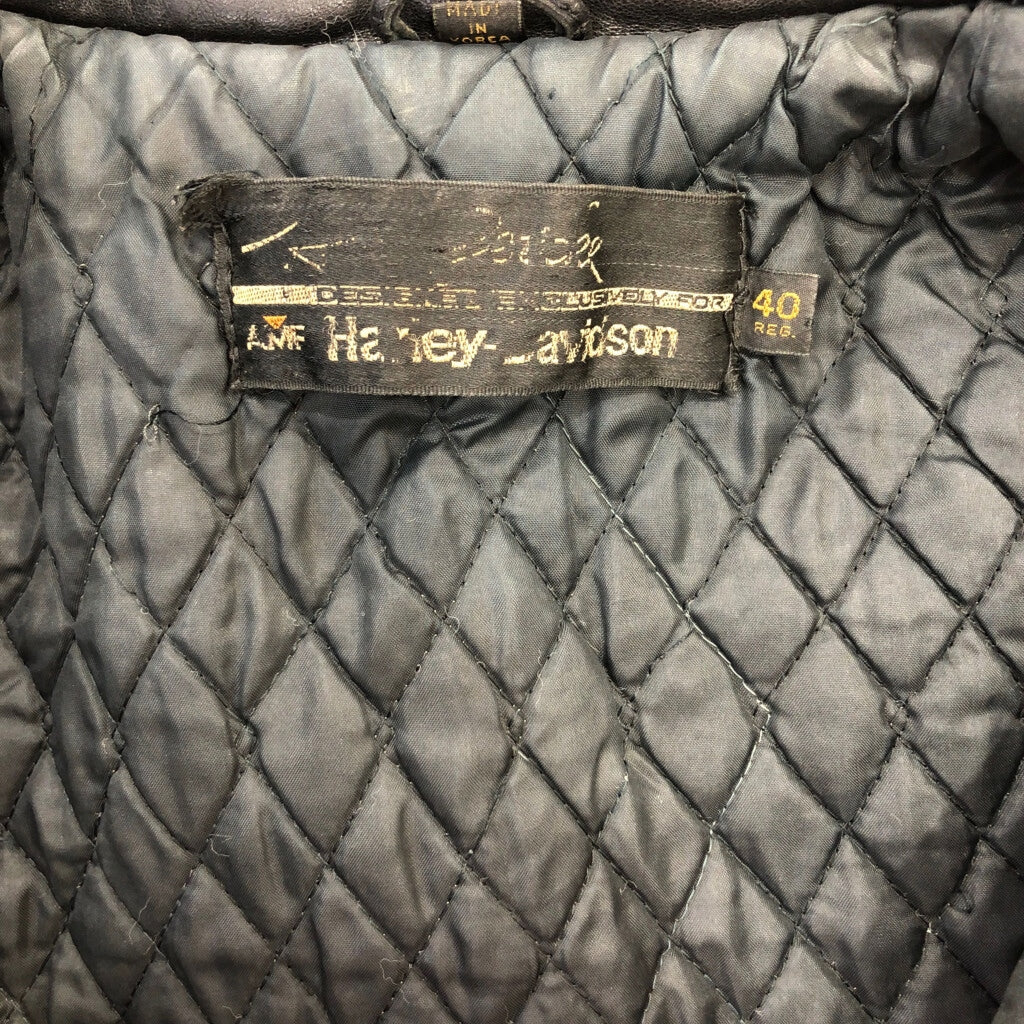 MADE
IN
KOREA
DESIGNED EXCLUSIVELY FOR
AMF Harley-Davidson
40
REG.